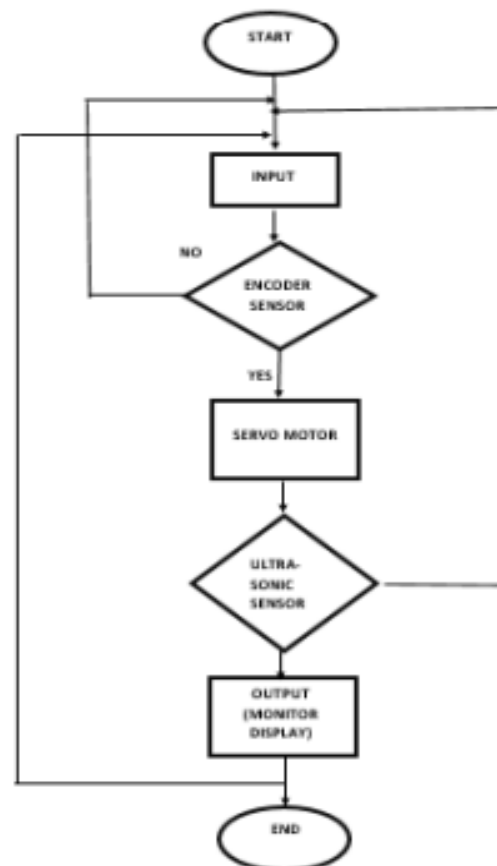 START
INPUT
NO
ENCODER
SENSOR
YES
SERVO MOTOR
ULTRA-
SONIC
SENSOR
OUTPUT
(MONITOR
DISPLAY)
END